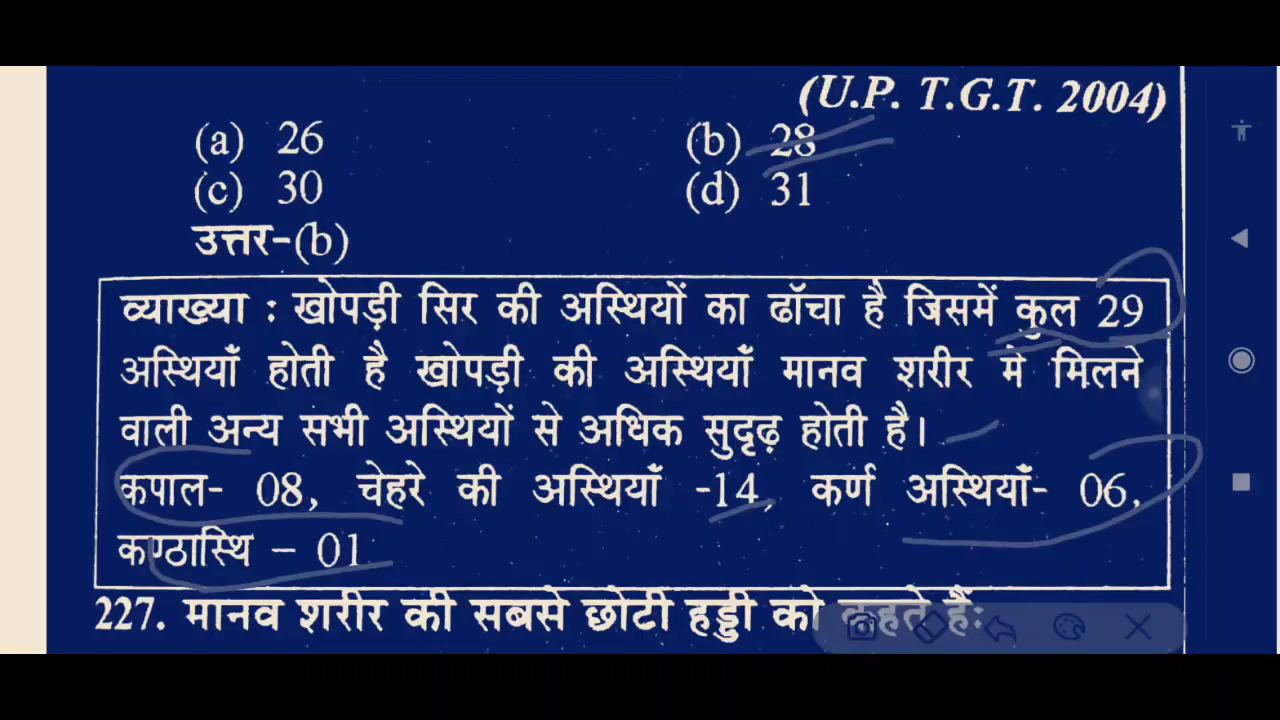 (U.P. T.G.T. 2004)
(a) 26 (b) 28
(c) 30 (d) 31
उत्तर-(b)
व्याख्या : खोपड़ी सिर की अस्थियों का ढॉचा है जिसमें कुल 29
अस्थियाँ होती है खोपड़ी की अस्थियाँ मानव शरीर मे मिलने
वाली अन्य सभी अस्थियों से अधिक सुदृढ़ होती है।
कपाल- 08, चेहरे की अस्थियाँ -14, कर्ण अस्थियाँ- 06,
कण्ठास्थि – 01
227. मानव शरीर की सबसे छोटी हड्डी को कहते हैं: